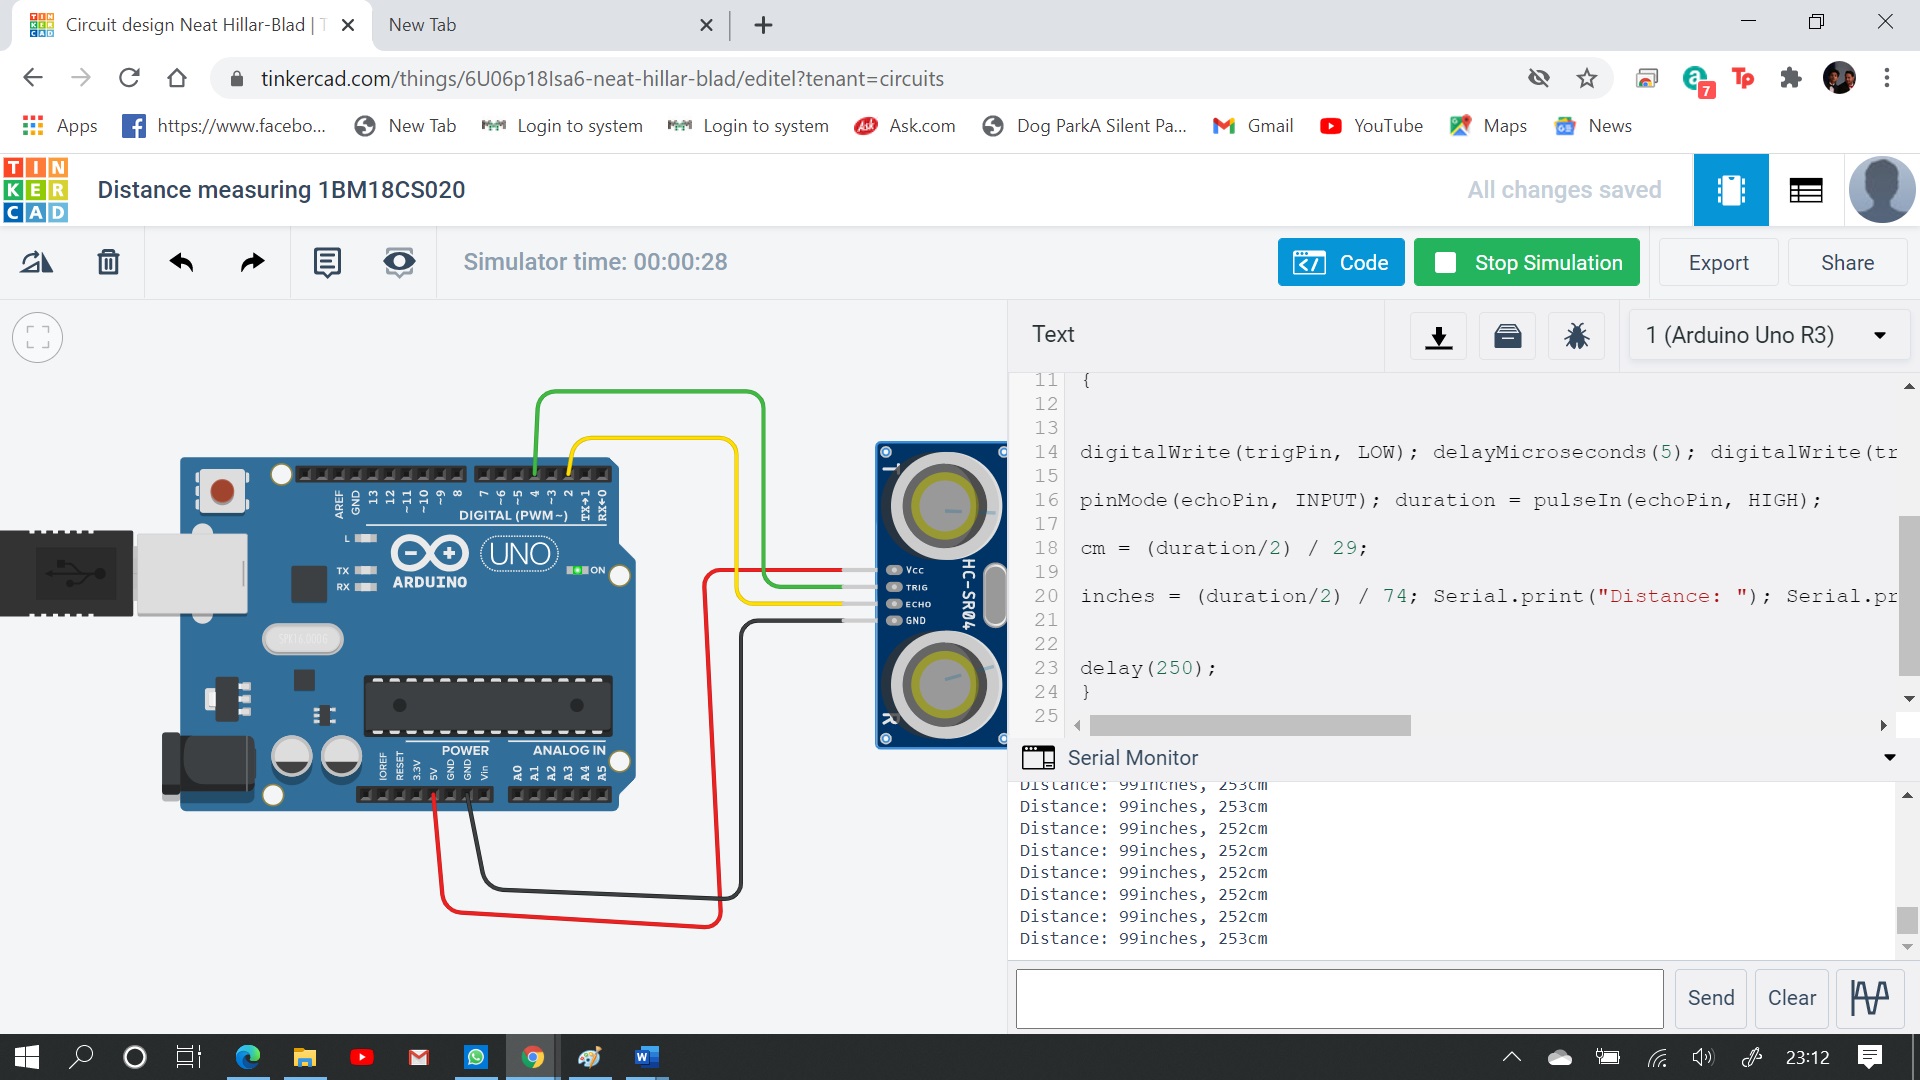 Circuit design Neat Hillar-Blad | T
New Tab
tinkercad.com/things/6U06p18Isa6-neat-hillar-blad/editel?tenant=circuits
7
Tp
Apps
https://www.facebo...
New Tab
Login to system
Login to system
Ask.com
Dog ParkA Silent Pa...
Gmail
YouTube
Maps
News
TIN
KER
CAD
Distance measuring 1BM18CS020
All changes saved
Simulator time: 00:00:28
Code
Stop Simulation
Export
Share
Text
1 (Arduino Uno R3)
11 {
12
13
14 digitalWrite(trigPin, LOW); delayMicroseconds(5); digitalWrite(tr
15
16 pinMode(echoPin, INPUT); duration = pulseIn(echoPin, HIGH);
17
18 cm = (duration/2) / 29;
19
20 inches = (duration/2) / 74; Serial.print("Distance: "); Serial.pr
21
22
23 delay(250);
24 }
25
AREF GND 13 12 ~11 ~10 ~9 8 7 ~6 ~5 4 ~3 2 TX→1 RX←0
DIGITAL (PWM~)
L
TX
RX
UNO
ARDUINO
ON
POWER
ANALOG IN
IOREF RESET 3.3V 5V GND GND Vin A0 A1 A2 A3 A4 A5
T
Vcc
TRIG
ECHO
GND
HC-SR04
R
Serial Monitor
Distance: 99inches, 253cm
Distance: 99inches, 253cm
Distance: 99inches, 252cm
Distance: 99inches, 252cm
Distance: 99inches, 252cm
Distance: 99inches, 252cm
Distance: 99inches, 252cm
Distance: 99inches, 253cm
Send
Clear
23:12